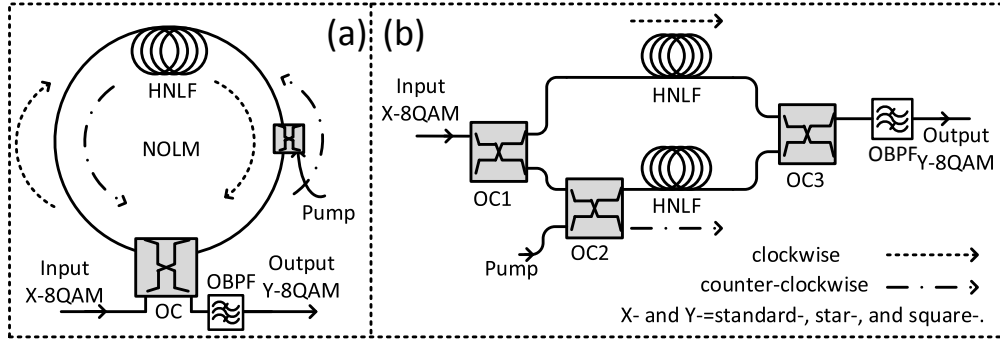 (a)
HNLF
NOLM
Pump
Input
X-8QAM
OC
OBPF
Output
Y-8QAM
(b)
Input
X-8QAM
HNLF
OC1
OC2
Pump
HNLF
OC3
OBPF
Output
Y-8QAM
clockwise
counter-clockwise
X- and Y-=standard-, star-, and square-.